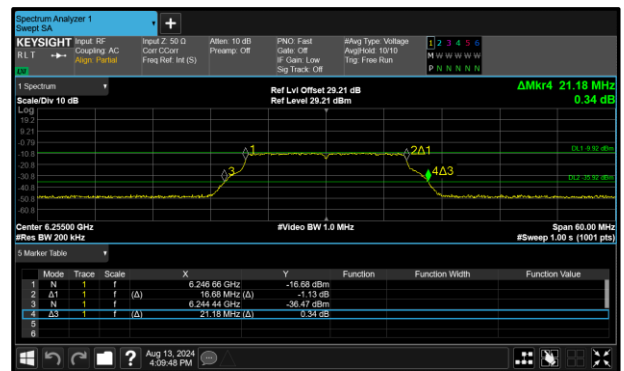 Spectrum Analyzer 1
Swept SA
+
KEYSIGHT Input: RF Input Z: 50 Ω Atten: 10 dB PNO: Fast #Avg Type: Voltage 1 2 3 4 5 6
RLT Coupling: AC Corr CCorr Preamp: Off Gate: Off Avg|Hold: 10/10 M W W W W W
Align: Partial Freq Ref: Int (S) IF Gain: Low Trig: Free Run P N N N N N
Sig Track: Off
LW
1 Spectrum Ref Lvl Offset 29.21 dB ΔMkr4 21.18 MHz
Scale/Div 10 dB Ref Level 29.21 dBm 0.34 dB
Log
19.2
9.21
-0.79
-10.8
-20.8
-30.8
-40.8
-50.8
-60.8
1 2Δ1 DL1 -9.92 dBm
3 4Δ3 DL2 -35.92 dBm
Center 6.25500 GHz #Video BW 1.0 MHz Span 60.00 MHz
#Res BW 200 kHz #Sweep 1.00 s (1001 pts)
5 Marker Table
Mode Trace Scale X Y Function Function Width Function Value
1 N 1 f 6.246 66 GHz -16.68 dBm
2 Δ1 1 f (Δ) 16.68 MHz (Δ) -1.13 dB
3 N 1 f 6.244 44 GHz -36.47 dBm
4 Δ3 1 f (Δ) 21.18 MHz (Δ) 0.34 dB
5
6
? Aug 13, 2024
4:09:48 PM